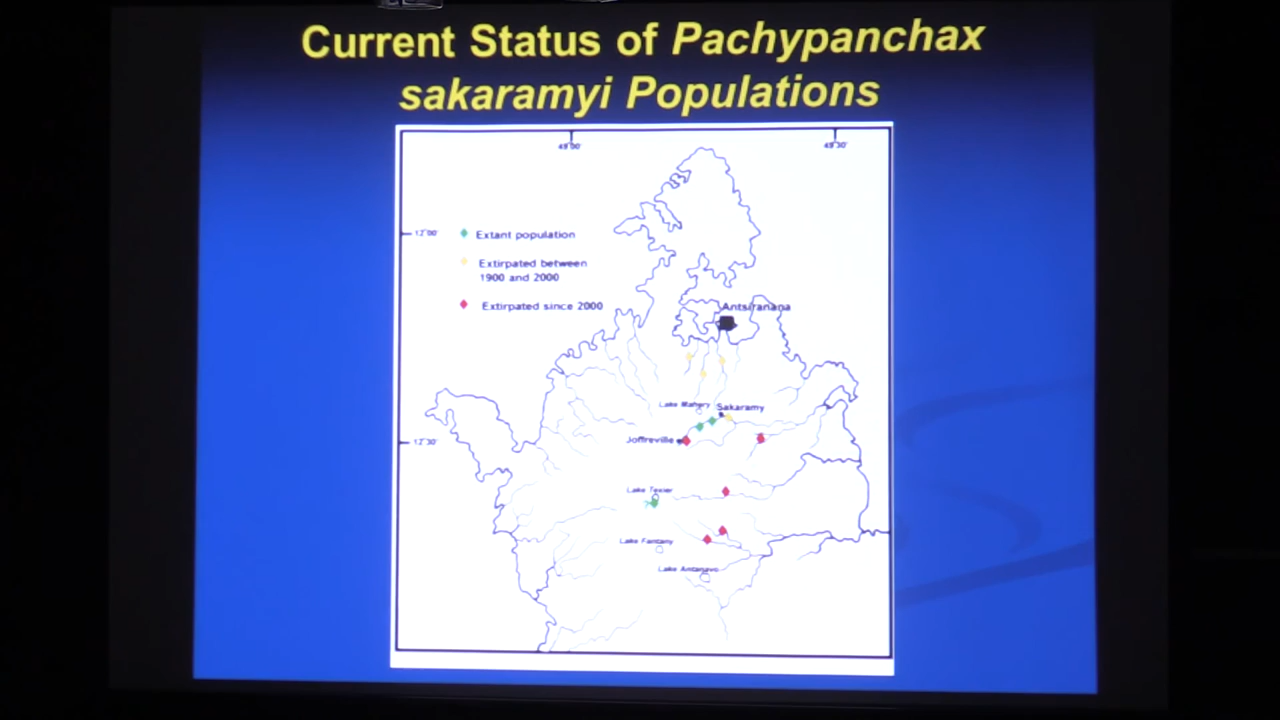 Current Status of Pachypanchax
sakaramyi Populations
49°00'
49°30'
12°00'
Extant population
Extirpated between
1900 and 2000
Extirpated since 2000
Antsiranana
Lake Mahery
Sakaramy
Joffreville
12°30'
Lake Texier
Lake Fantany
Lake Antanavo